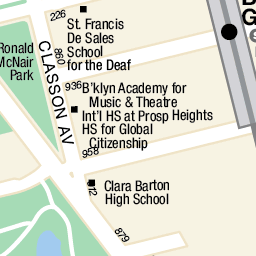 226
St. Francis
De Sales
School
for the Deaf
Ronald
McNair
Park
860
CLASSON AV
936
B'klyn Academy for
Music & Theatre
Int'l HS at Prosp Heights
HS for Global
Citizenship
958
Clara Barton
High School
879